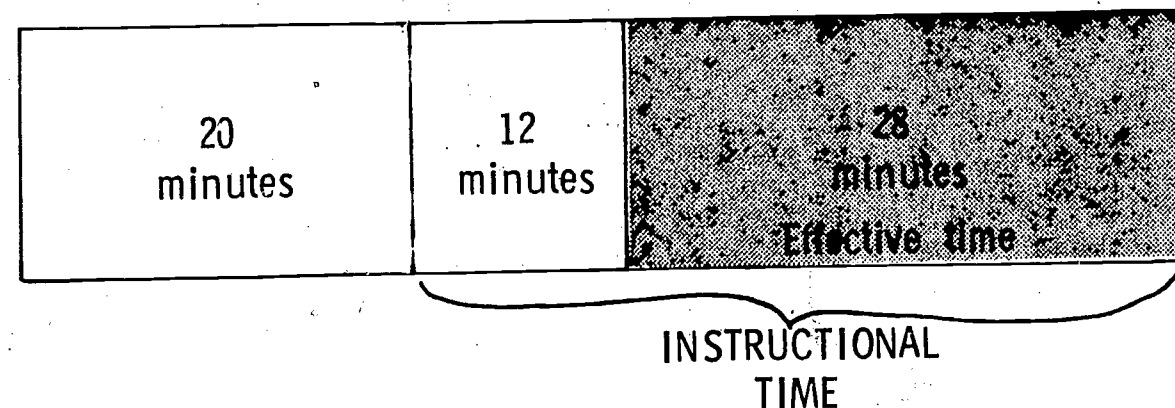 20
minutes
12
minutes
28
minutes
Effective time
INSTRUCTIONAL
TIME